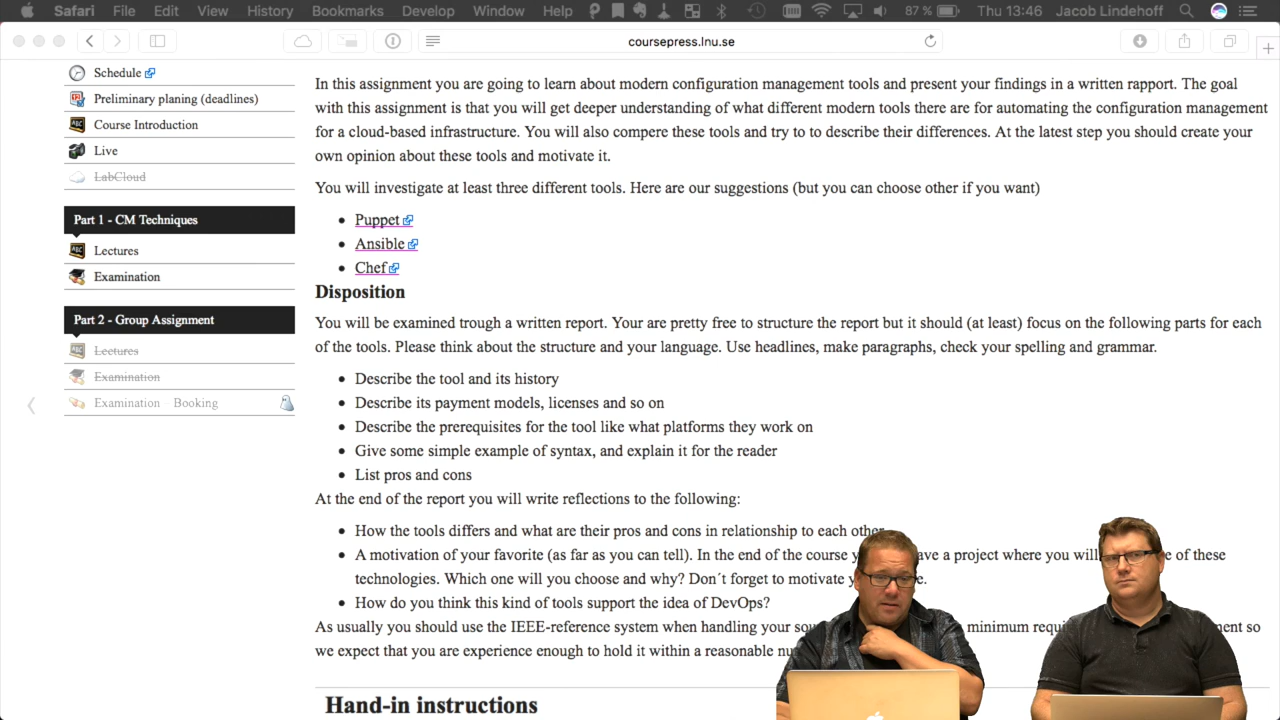 Safari File Edit View History Bookmarks Develop Window Help 87 % Thu 13:46 Jacob Lindehoff
coursepress.lnu.se
Schedule
Preliminary planing (deadlines)
Course Introduction
Live
LabCloud
Part 1 - CM Techniques
Lectures
Examination
Part 2 - Group Assignment
Lectures
Examination
Examination Booking
In this assignment you are going to learn about modern configuration management tools and present your findings in a written rapport. The goal
with this assignment is that you will get deeper understanding of what different modern tools there are for automating the configuration management
for a cloud-based infrastructure. You will also compere these tools and try to to describe their differences. At the latest step you should create your
own opinion about these tools and motivate it.
You will investigate at least three different tools. Here are our suggestions (but you can choose other if you want)
Puppet
Ansible
Chef
Disposition
You will be examined trough a written report. Your are pretty free to structure the report but it should (at least) focus on the following parts for each
of the tools. Please think about the structure and your language. Use headlines, make paragraphs, check your spelling and grammar.
Describe the tool and its history
Describe its payment models, licenses and so on
Describe the prerequisites for the tool like what platforms they work on
Give some simple example of syntax, and explain it for the reader
List pros and cons
At the end of the report you will write reflections to the following:
How the tools differs and what are their pros and cons in relationship to each other
A motivation of your favorite (as far as you can tell). In the end of the course a project where you will of these
technologies. Which one will you choose and why? Don´t forget to motivate
How do you think this kind of tools support the idea of DevOps?
As usually you should use the IEEE-reference system when handling your minimum so
we expect that you are experience enough to hold it within a reasonable
Hand-in instructions